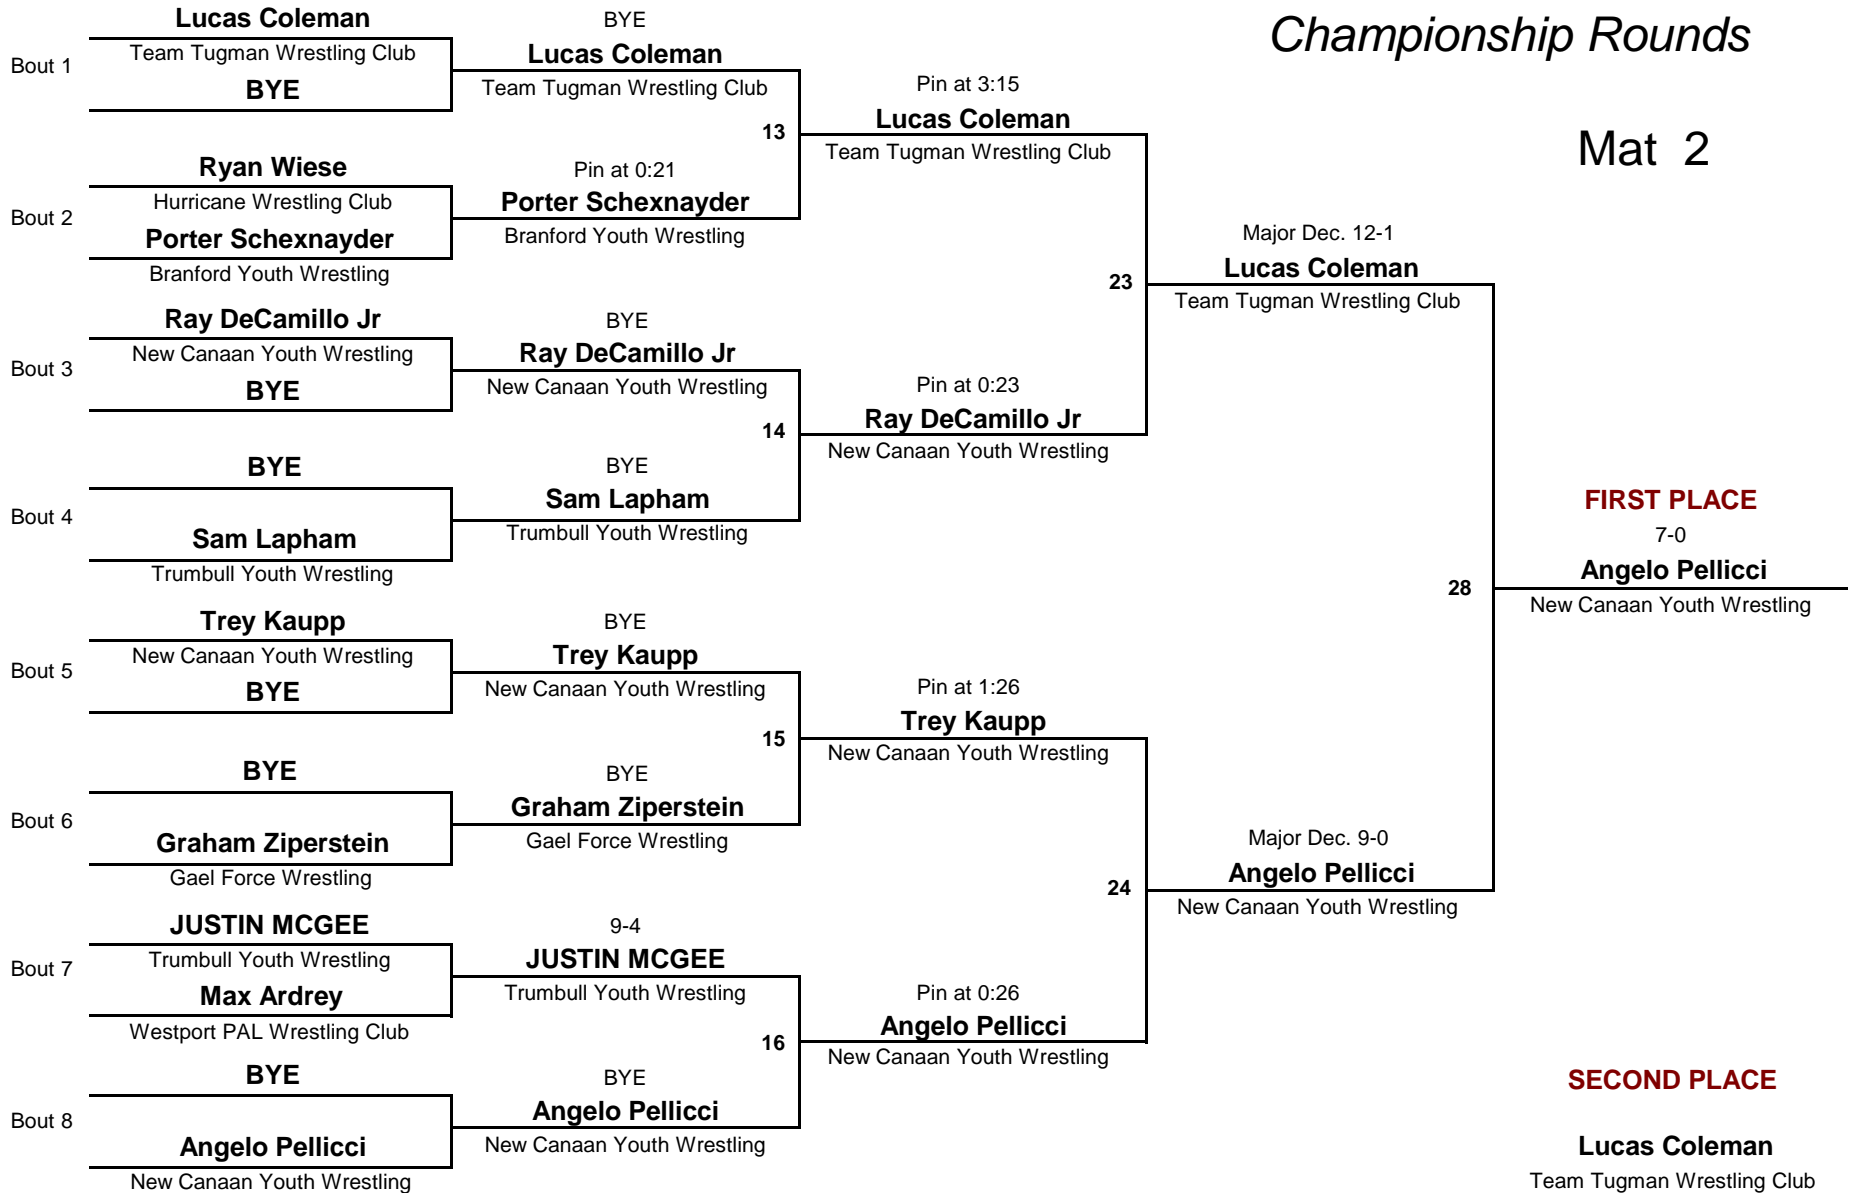 Championship Rounds
Mat 2
Bout 1
Lucas Coleman
Team Tugman Wrestling Club
BYE
Bout 2
Ryan Wiese
Hurricane Wrestling Club
Porter Schexnayder
Branford Youth Wrestling
Bout 3
Ray DeCamillo Jr
New Canaan Youth Wrestling
BYE
Bout 4
BYE
Sam Lapham
Trumbull Youth Wrestling
Bout 5
Trey Kaupp
New Canaan Youth Wrestling
BYE
Bout 6
BYE
Graham Ziperstein
Gael Force Wrestling
Bout 7
JUSTIN MCGEE
Trumbull Youth Wrestling
Max Ardrey
Westport PAL Wrestling Club
Bout 8
BYE
Angelo Pellicci
New Canaan Youth Wrestling
BYE
Lucas Coleman
Team Tugman Wrestling Club
13
Pin at 0:21
Porter Schexnayder
Branford Youth Wrestling
BYE
Ray DeCamillo Jr
New Canaan Youth Wrestling
14
BYE
Sam Lapham
Trumbull Youth Wrestling
BYE
Trey Kaupp
New Canaan Youth Wrestling
15
BYE
Graham Ziperstein
Gael Force Wrestling
9-4
JUSTIN MCGEE
Trumbull Youth Wrestling
16
BYE
Angelo Pellicci
New Canaan Youth Wrestling
Pin at 3:15
Lucas Coleman
Team Tugman Wrestling Club
23
Pin at 0:23
Ray DeCamillo Jr
New Canaan Youth Wrestling
Pin at 1:26
Trey Kaupp
New Canaan Youth Wrestling
24
Pin at 0:26
Angelo Pellicci
New Canaan Youth Wrestling
Major Dec. 12-1
Lucas Coleman
Team Tugman Wrestling Club
28
Major Dec. 9-0
Angelo Pellicci
New Canaan Youth Wrestling
FIRST PLACE
7-0
Angelo Pellicci
New Canaan Youth Wrestling
SECOND PLACE
Lucas Coleman
Team Tugman Wrestling Club